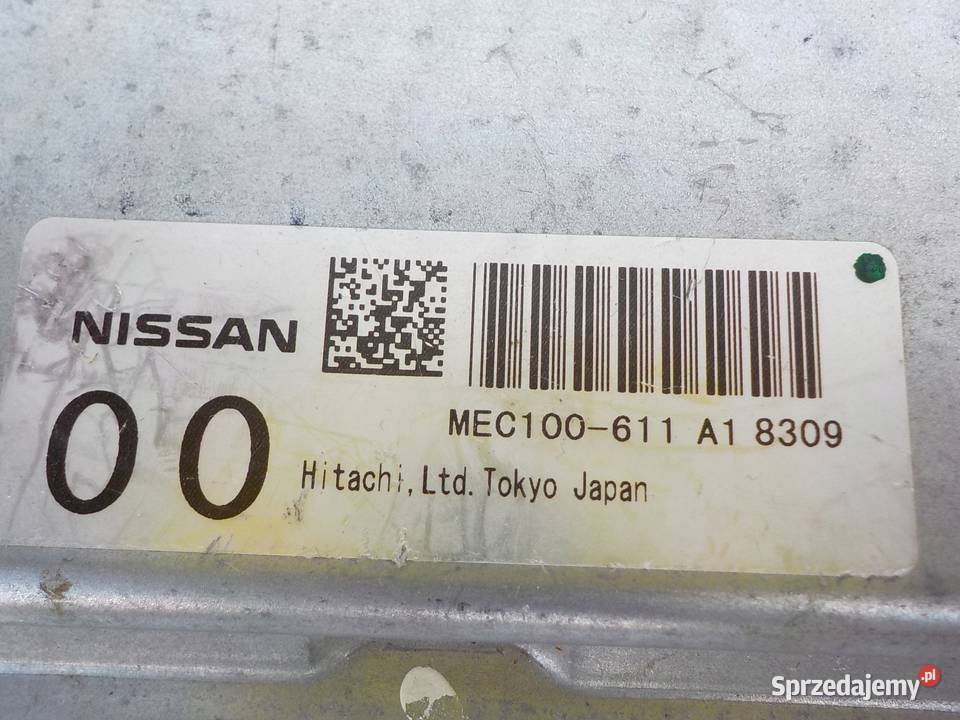 NISSAN
MEC100-611 A1 8309
00
Hitachi, Ltd. Tokyo Japan
Sprzedajemy.pl